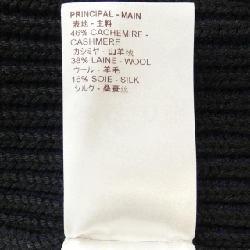 PRINCIPAL - MAIN
表地 - 主料
46% CACHEMIRE -
CASHMERE
カシミヤ - 山羊绒
38% LAINE - WOOL
ウール - 羊毛
16% SOIE - SILK
シルク - 桑蚕丝